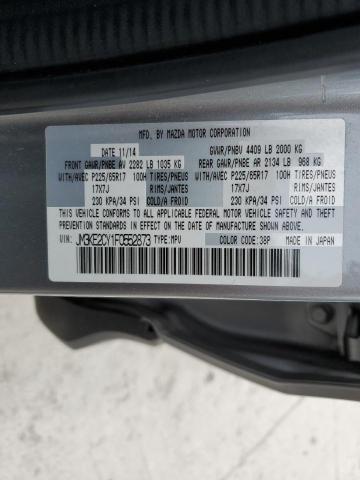 MFD. BY MAZDA MOTOR CORPORATION
DATE 11/14 GVWR/PNBV 4409 LB 2000 KG
FRONT GAWR/PNBE AV 2282 LB 1035 KG REAR GAWR/PNBE AR 2134 LB 968 KG
WITH/AVEC P225/65R17 100H TIRES/PNEUS WITH/AVEC P225/65R17 100H TIRES/PNEUS
17X7J RIMS/JANTES 17X7J RIMS/JANTES
230 KPA/34 PSI COLD/A FROID 230 KPA/34 PSI COLD/A FROID
THIS VEHICLE CONFORMS TO ALL APPLICABLE FEDERAL MOTOR
VEHICLE SAFETY, BUMPER, AND THEFT PREVENTION STANDARDS
IN EFFECT ON THE DATE OF MANUFACTURE SHOWN ABOVE.
VIN: JM3KE2CY1F0552873 TYPE:MPV COLOR CODE: 38P MADE IN JAPAN